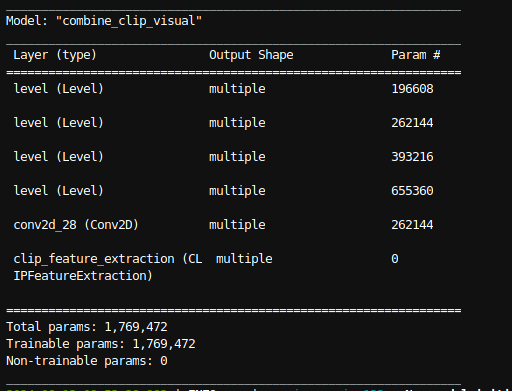 Model: "combine_clip_visual"
Layer (type) Output Shape Param #
level (Level) multiple 196608
level (Level) multiple 262144
level (Level) multiple 393216
level (Level) multiple 655360
conv2d_28 (Conv2D) multiple 262144
clip_feature_extraction (CL multiple 0
IPFeatureExtraction)
Total params: 1,769,472
Trainable params: 1,769,472
Non-trainable params: 0